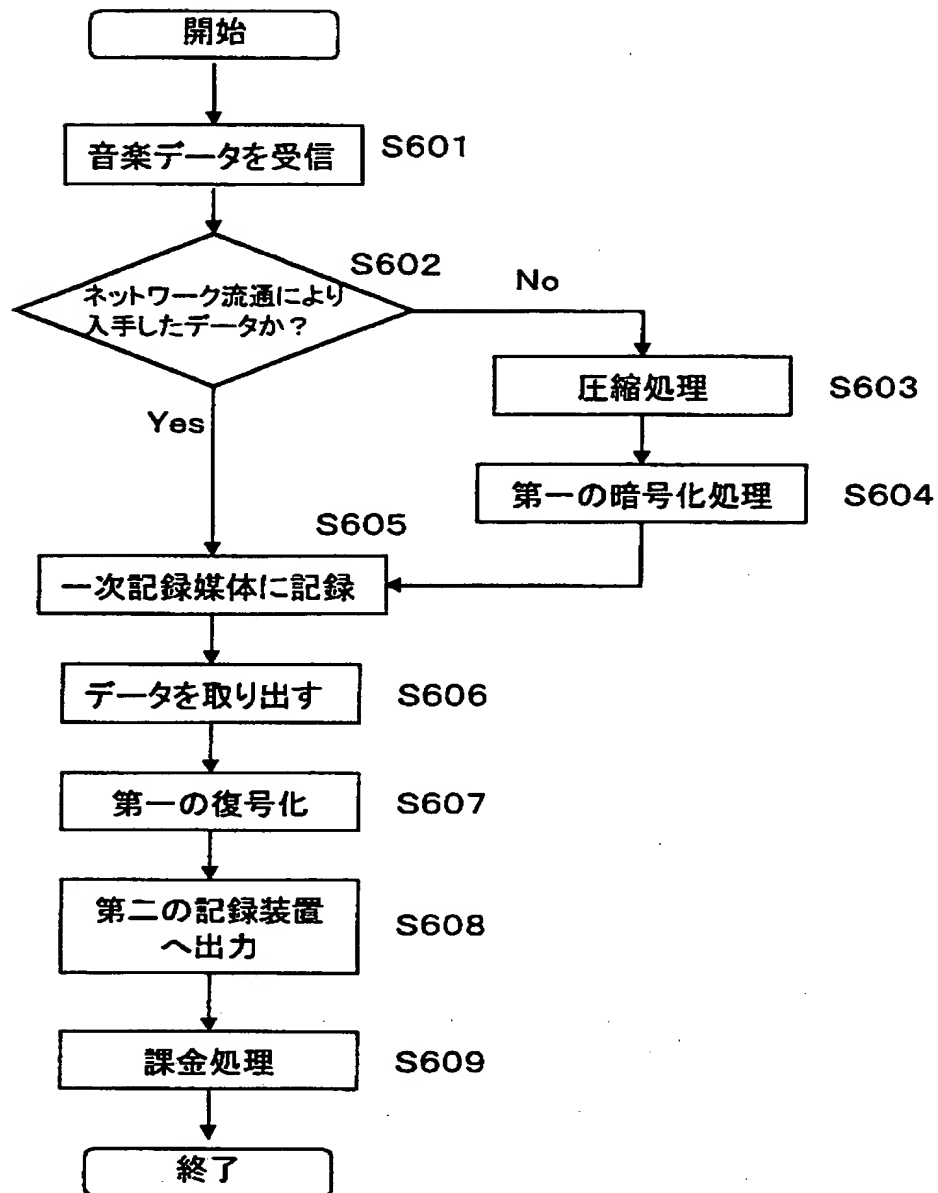 開始
音楽データを受信
S601
S602
ネットワーク流通により
入手したデータか？
No
Yes
圧縮処理
S603
第一の暗号化処理
S604
S605
一次記録媒体に記録
データを取り出す
S606
第一の復号化
S607
第二の記録装置
へ出力
S608
課金処理
S609
終了